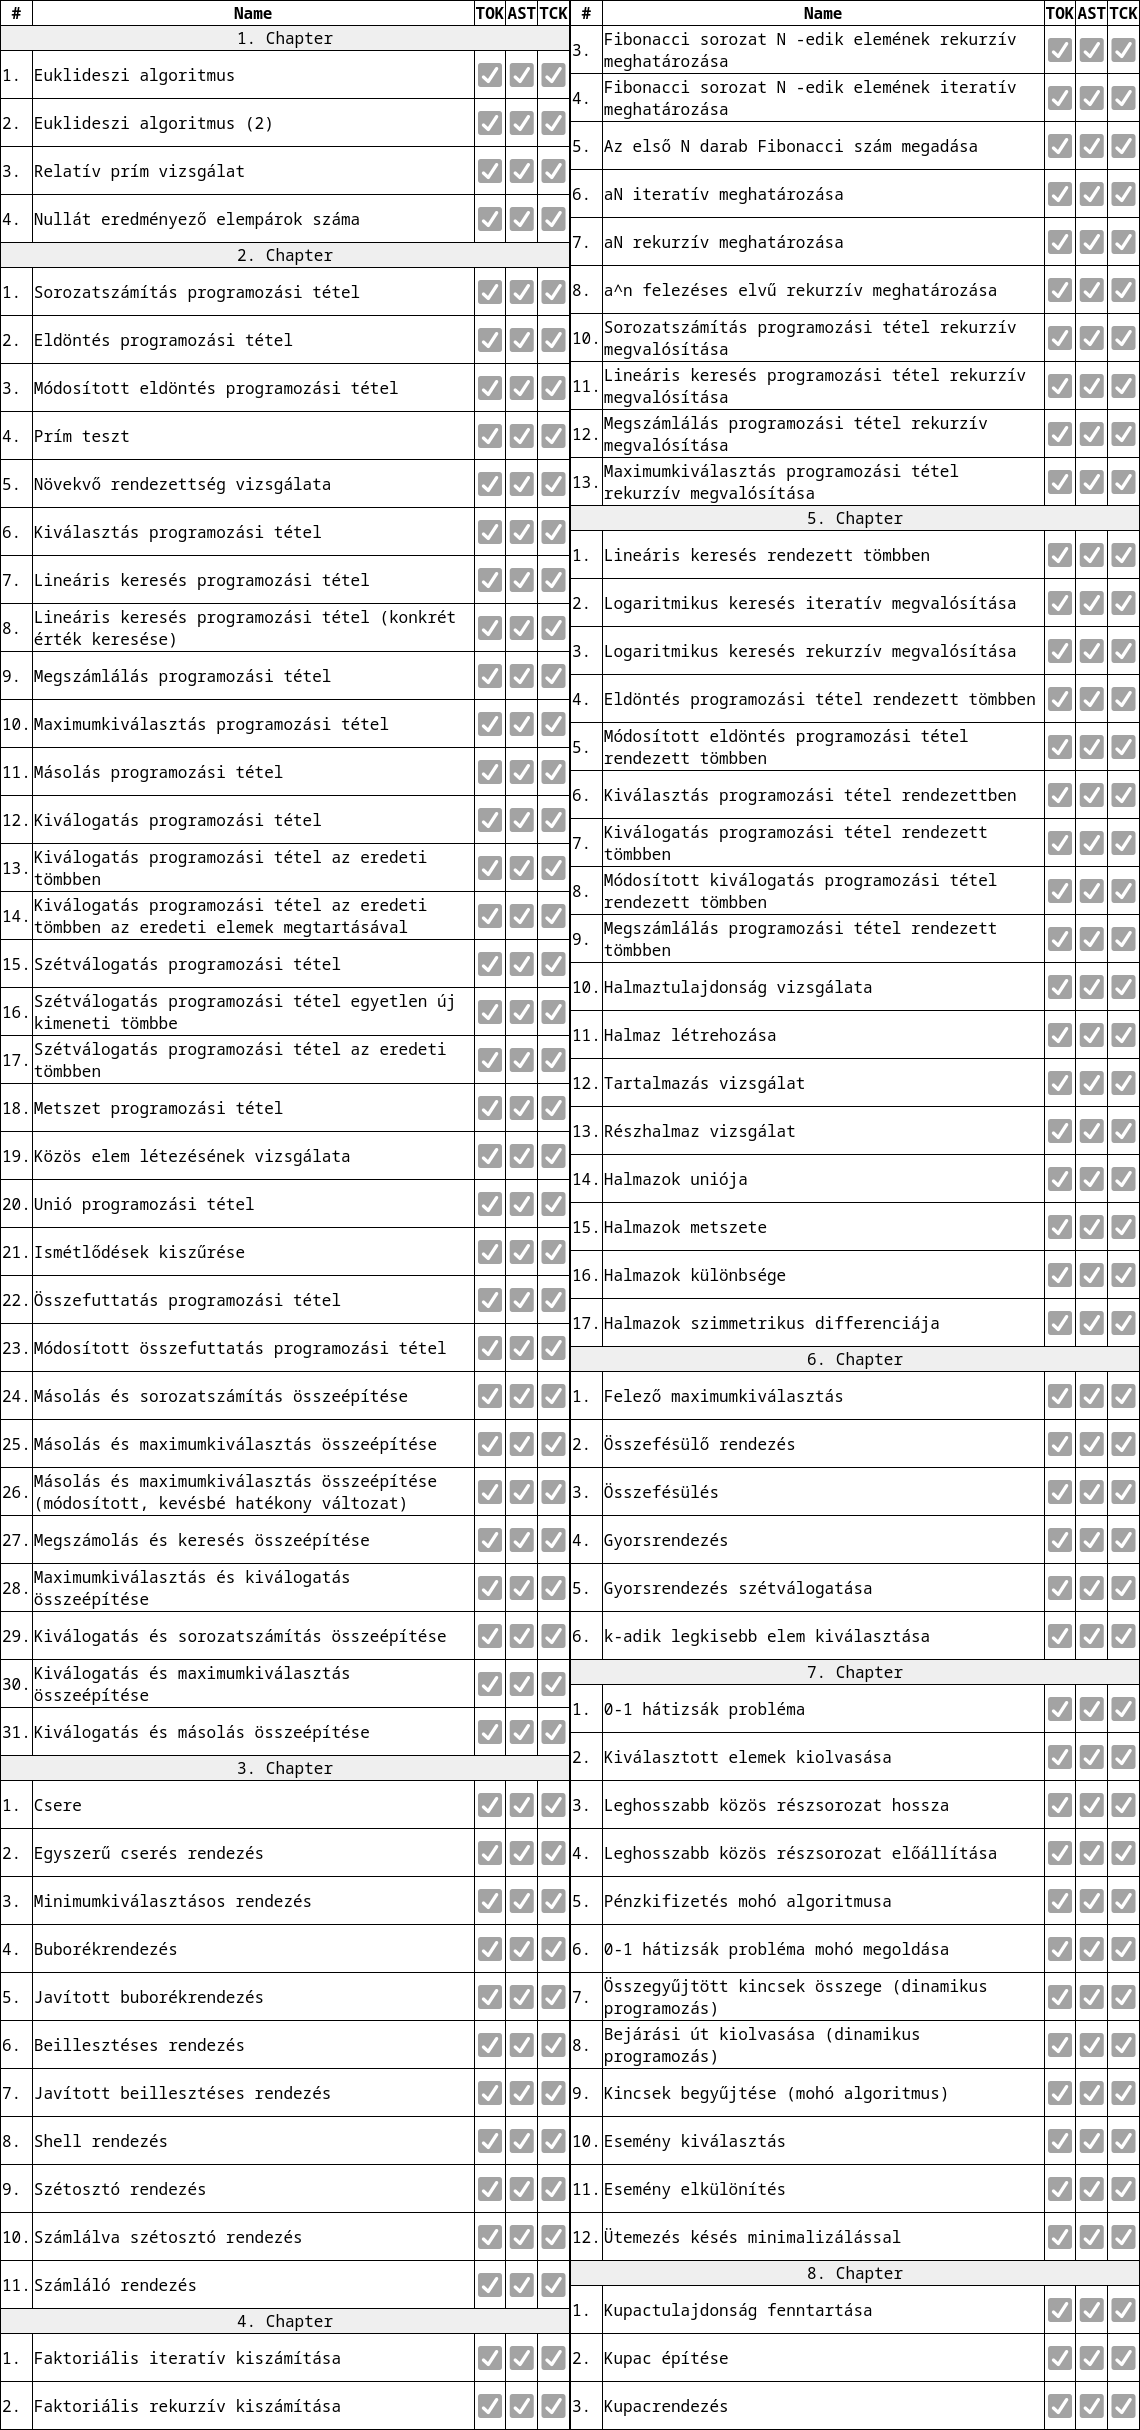 # Name TOK AST TCK
1. Chapter
1. Euklideszi algoritmus
2. Euklideszi algoritmus (2)
3. Relatív prím vizsgálat
4. Nullát eredményező elempárok száma
2. Chapter
1. Sorozatszámítás programozási tétel
2. Eldöntés programozási tétel
3. Módosított eldöntés programozási tétel
4. Prím teszt
5. Növekvő rendezettség vizsgálata
6. Kiválasztás programozási tétel
7. Lineáris keresés programozási tétel
8. Lineáris keresés programozási tétel (konkrét
érték keresése)
9. Megszámlálás programozási tétel
10. Maximumkiválasztás programozási tétel
11. Másolás programozási tétel
12. Kiválogatás programozási tétel
13. Kiválogatás programozási tétel az eredeti
tömbben
14. Kiválogatás programozási tétel az eredeti
tömbben az eredeti elemek megtartásával
15. Szétválogatás programozási tétel
16. Szétválogatás programozási tétel egyetlen új
kimeneti tömbbe
17. Szétválogatás programozási tétel az eredeti
tömbben
18. Metszet programozási tétel
19. Közös elem létezésének vizsgálata
20. Unió programozási tétel
21. Ismétlődések kiszűrése
22. Összefuttatás programozási tétel
23. Módosított összefuttatás programozási tétel
24. Másolás és sorozatszámítás összeépítése
25. Másolás és maximumkiválasztás összeépítése
26. Másolás és maximumkiválasztás összeépítése
(módosított, kevésbé hatékony változat)
27. Megszámolás és keresés összeépítése
28. Maximumkiválasztás és kiválogatás
összeépítése
29. Kiválogatás és sorozatszámítás összeépítése
30. Kiválogatás és maximumkiválasztás
összeépítése
31. Kiválogatás és másolás összeépítése
3. Chapter
1. Csere
2. Egyszerű cserés rendezés
3. Minimumkiválasztásos rendezés
4. Buborékrendezés
5. Javított buborékrendezés
6. Beillesztéses rendezés
7. Javított beillesztéses rendezés
8. Shell rendezés
9. Szétosztó rendezés
10. Számlálva szétosztó rendezés
11. Számláló rendezés
4. Chapter
1. Faktoriális iteratív kiszámítása
2. Faktoriális rekurzív kiszámítása
# Name TOK AST TCK
3. Fibonacci sorozat N -edik elemének rekurzív
meghatározása
4. Fibonacci sorozat N -edik elemének iteratív
meghatározása
5. Az első N darab Fibonacci szám megadása
6. aN iteratív meghatározása
7. aN rekurzív meghatározása
8. a^n felezéses elvű rekurzív meghatározása
10. Sorozatszámítás programozási tétel rekurzív
megvalósítása
11. Lineáris keresés programozási tétel rekurzív
megvalósítása
12. Megszámlálás programozási tétel rekurzív
megvalósítása
13. Maximumkiválasztás programozási tétel
rekurzív megvalósítása
5. Chapter
1. Lineáris keresés rendezett tömbben
2. Logaritmikus keresés iteratív megvalósítása
3. Logaritmikus keresés rekurzív megvalósítása
4. Eldöntés programozási tétel rendezett tömbben
5. Módosított eldöntés programozási tétel
rendezett tömbben
6. Kiválasztás programozási tétel rendezettben
7. Kiválogatás programozási tétel rendezett
tömbben
8. Módosított kiválogatás programozási tétel
rendezett tömbben
9. Megszámlálás programozási tétel rendezett
tömbben
10. Halmaztulajdonság vizsgálata
11. Halmaz létrehozása
12. Tartalmazás vizsgálat
13. Részhalmaz vizsgálat
14. Halmazok uniója
15. Halmazok metszete
16. Halmazok különbsége
17. Halmazok szimmetrikus differenciája
6. Chapter
1. Felező maximumkiválasztás
2. Összefésülő rendezés
3. Összefésülés
4. Gyorsrendezés
5. Gyorsrendezés szétválogatása
6. k-adik legkisebb elem kiválasztása
7. Chapter
1. 0-1 hátizsák probléma
2. Kiválasztott elemek kiolvasása
3. Leghosszabb közös részsorozat hossza
4. Leghosszabb közös részsorozat előállítása
5. Pénzkifizetés mohó algoritmusa
6. 0-1 hátizsák probléma mohó megoldása
7. Összegyűjtött kincsek összege (dinamikus
programozás)
8. Bejárási út kiolvasása (dinamikus
programozás)
9. Kincsek begyűjtése (mohó algoritmus)
10. Esemény kiválasztás
11. Esemény elkülönítés
12. Ütemezés késés minimalizálással
8. Chapter
1. Kupactulajdonság fenntartása
2. Kupac építése
3. Kupacrendezés